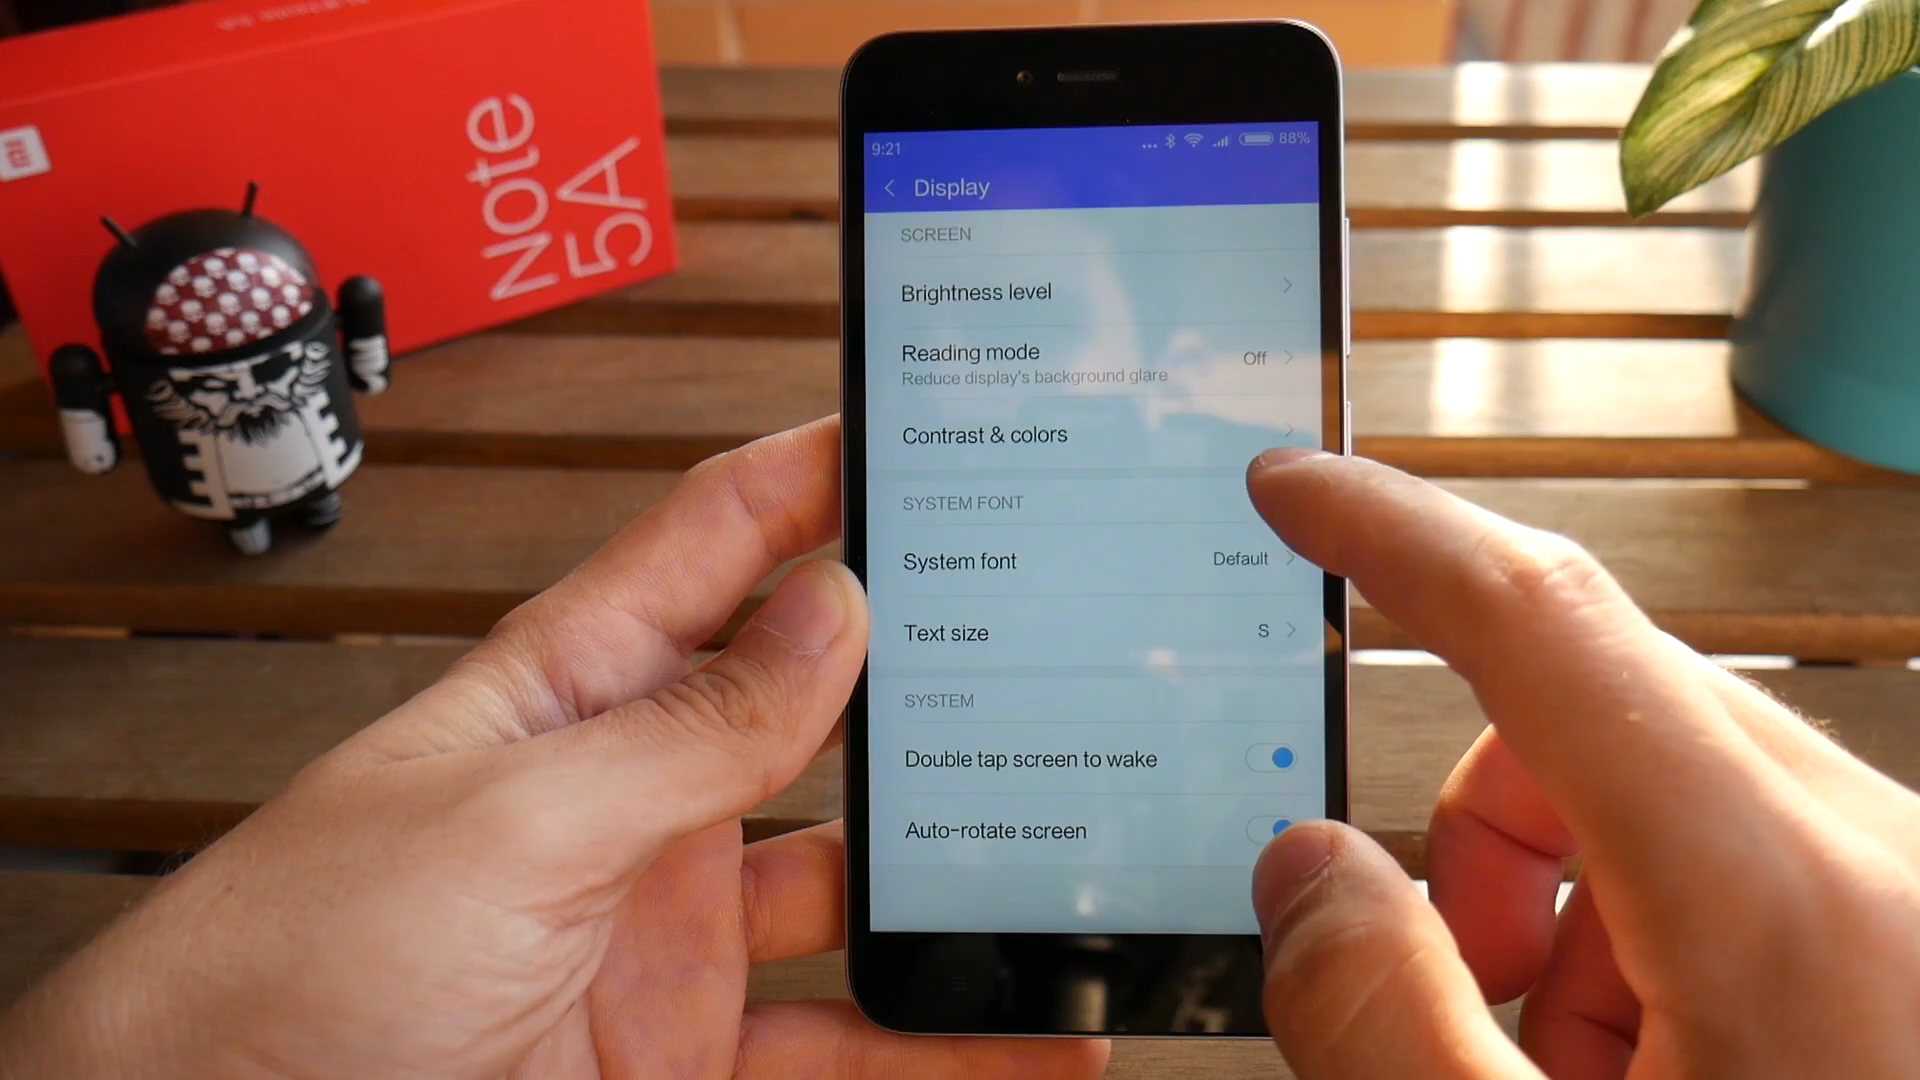 Note
5A
9:21
88%
Display
SCREEN
Brightness level
Reading mode
Off
Reduce display's background glare
Contrast & colors
SYSTEM FONT
System font
Default
Text size
S
SYSTEM
Double tap screen to wake
Auto-rotate screen